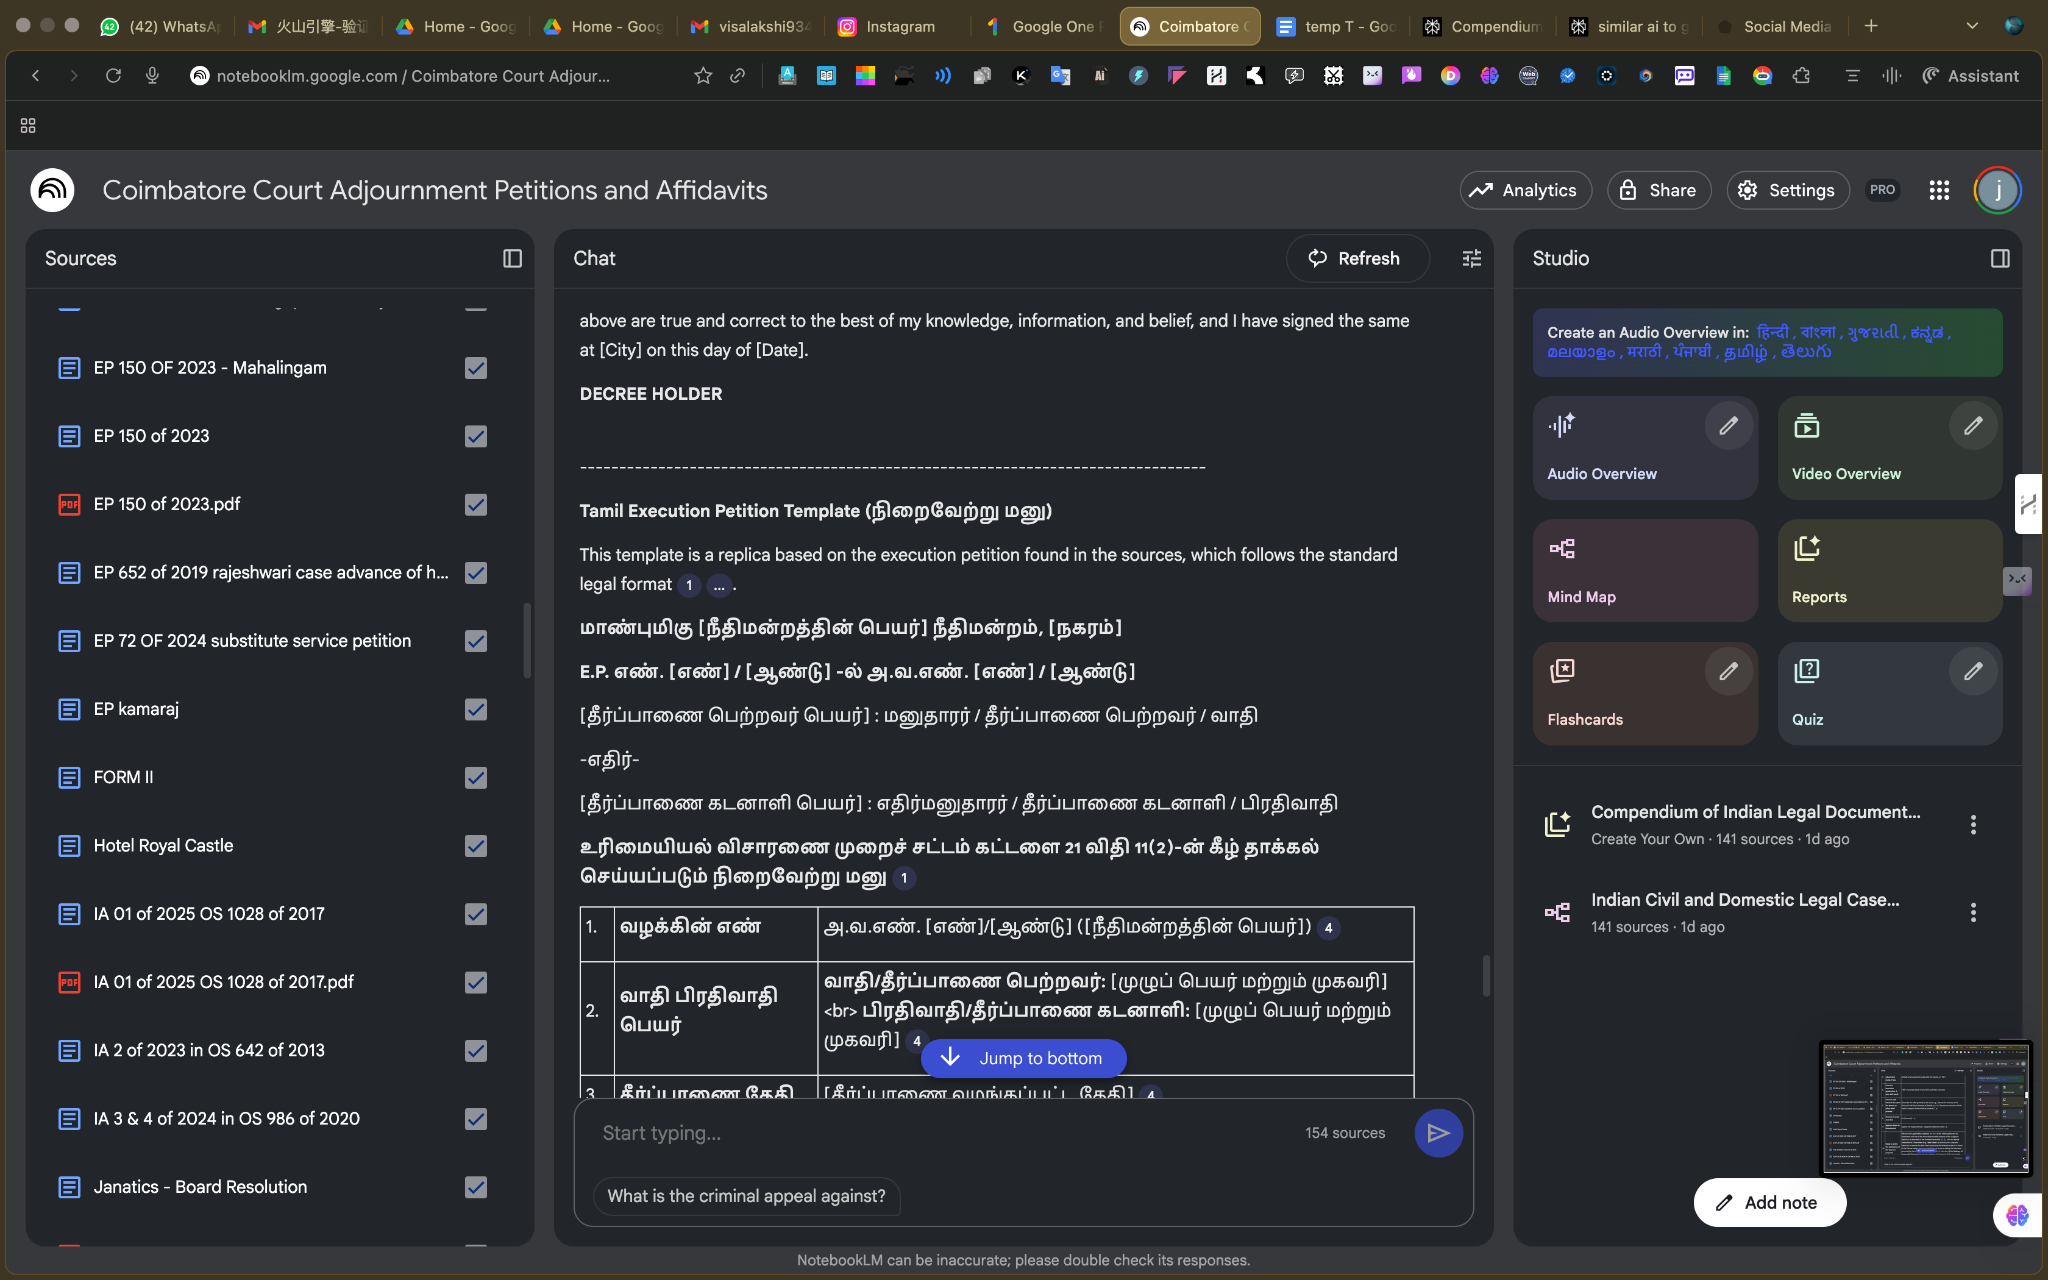 (42) WhatsA
火山引擎-验证
Home - Goog
Home - Goog
visalakshi934
Instagram
Google One
Coimbatore C
temp T - Goo
Compendium
similar ai to g
Social Media
notebooklm.google.com / Coimbatore Court Adjour...
Assistant
Coimbatore Court Adjournment Petitions and Affidavits
Analytics
Share
Settings
PRO
j
Sources
EP 150 OF 2023 - Mahalingam
EP 150 of 2023
EP 150 of 2023.pdf
EP 652 of 2019 rajeshwari case advance of h...
EP 72 OF 2024 substitute service petition
EP kamaraj
FORM II
Hotel Royal Castle
IA 01 of 2025 OS 1028 of 2017
IA 01 of 2025 OS 1028 of 2017.pdf
IA 2 of 2023 in OS 642 of 2013
IA 3 & 4 of 2024 in OS 986 of 2020
Janatics - Board Resolution
Chat
Refresh
above are true and correct to the best of my knowledge, information, and belief, and I have signed the same
at [City] on this day of [Date].
DECREE HOLDER
--------------------------------------------------------------------------------
Tamil Execution Petition Template (நிறைவேற்று மனு)
This template is a replica based on the execution petition found in the sources, which follows the standard
legal format 1 ... .
மாண்புமிகு [நீதிமன்றத்தின் பெயர்] நீதிமன்றம், [நகரம்]
E.P. எண். [எண்] / [ஆண்டு] -ல் அ.வ.எண். [எண்] / [ஆண்டு]
[தீர்ப்பாணை பெற்றவர் பெயர்] : மனுதாரர் / தீர்ப்பாணை பெற்றவர் / வாதி
-எதிர்-
[தீர்ப்பாணை கடனாளி பெயர்] : எதிர்மனுதாரர் / தீர்ப்பாணை கடனாளி / பிரதிவாதி
உரிமையியல் விசாரணை முறைச் சட்டம் கட்டளை 21 விதி 11(2)-ன் கீழ் தாக்கல்
செய்யப்படும் நிறைவேற்று மனு 1
1. வழக்கின் எண் அ.வ.எண். [எண்]/[ஆண்டு] ([நீதிமன்றத்தின் பெயர்]) 4
2. வாதி பிரதிவாதி பெயர்
வாதி/தீர்ப்பாணை பெற்றவர்: [முழுப் பெயர் மற்றும் முகவரி]
<br> பிரதிவாதி/தீர்ப்பாணை கடனாளி: [முழுப் பெயர் மற்றும்
முகவரி] 4
3. தீர்ப்பாணை தேதி [தீர்ப்பாணை வழங்கப்பட்ட தேதி] 4
Jump to bottom
Start typing...
154 sources
What is the criminal appeal against?
NotebookLM can be inaccurate; please double check its responses.
Studio
Create an Audio Overview in: हिन्दी , বাংলা , ગુજરાતી , ಕನ್ನಡ ,
മലയാളം , मराठी , ਪੰਜਾਬੀ , தமிழ் , తెలుగు
Audio Overview
Video Overview
Mind Map
Reports
Flashcards
Quiz
Compendium of Indian Legal Document...
Create Your Own · 141 sources · 1d ago
Indian Civil and Domestic Legal Case...
141 sources · 1d ago
Add note